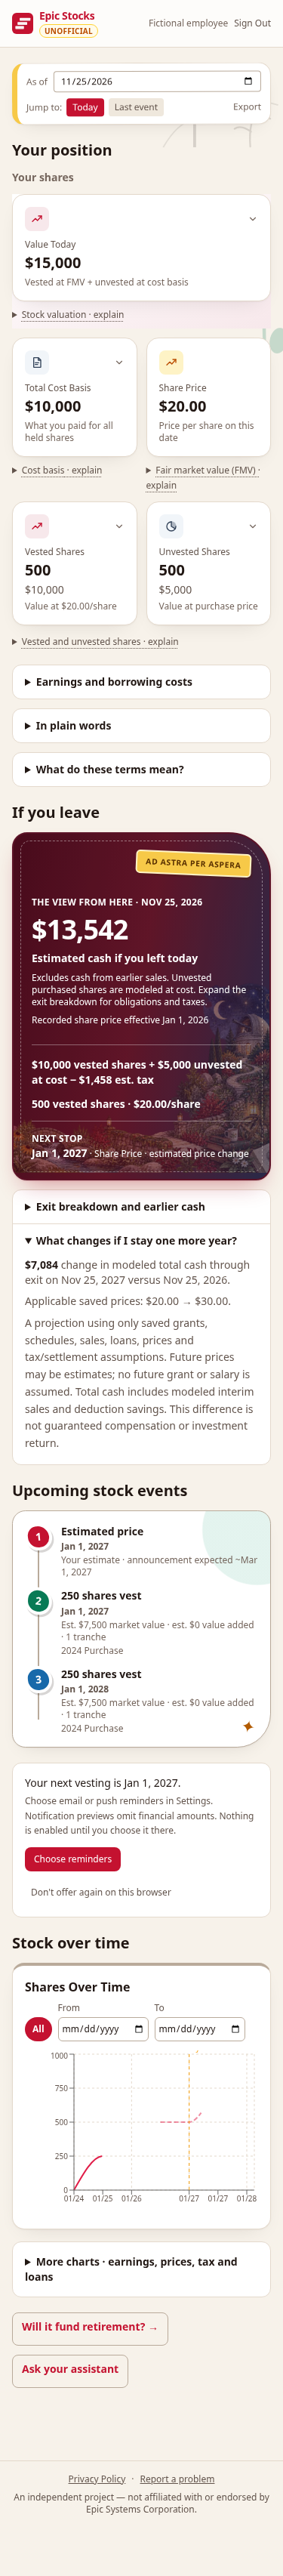 Epic Stocks
UNOFFICIAL
Fictional employee Sign Out
As of 11/25/2026
Jump to: Today Last event Export
Your position
Your shares
Value Today
$15,000
Vested at FMV + unvested at cost basis
▶ Stock valuation · explain
Total Cost Basis
$10,000
What you paid for all
held shares
▶ Cost basis · explain
Share Price
$20.00
Price per share on this
date
▶ Fair market value (FMV) ·
explain
Vested Shares
500
$10,000
Value at $20.00/share
Unvested Shares
500
$5,000
Value at purchase price
▶ Vested and unvested shares · explain
▶ Earnings and borrowing costs
▶ In plain words
▶ What do these terms mean?
If you leave
AD ASTRA PER ASPERA
THE VIEW FROM HERE · NOV 25, 2026
$13,542
Estimated cash if you left today
Excludes cash from earlier sales. Unvested
purchased shares are modeled at cost. Expand the
exit breakdown for obligations and taxes.
Recorded share price effective Jan 1, 2026
$10,000 vested shares + $5,000 unvested
at cost − $1,458 est. tax
500 vested shares · $20.00/share
NEXT STOP
Jan 1, 2027 · Share Price · estimated price change
▶ Exit breakdown and earlier cash
▼ What changes if I stay one more year?
$7,084 change in modeled total cash through
exit on Nov 25, 2027 versus Nov 25, 2026.
Applicable saved prices: $20.00 → $30.00.
A projection using only saved grants,
schedules, sales, loans, prices and
tax/settlement assumptions. Future prices
may be estimates; no future grant or salary is
assumed. Total cash includes modeled interim
sales and deduction savings. This difference is
not guaranteed compensation or investment
return.
Upcoming stock events
1
Estimated price
Jan 1, 2027
Your estimate · announcement expected ~Mar
1, 2027
2
250 shares vest
Jan 1, 2027
Est. $7,500 market value · est. $0 value added
· 1 tranche
2024 Purchase
3
250 shares vest
Jan 1, 2028
Est. $7,500 market value · est. $0 value added
· 1 tranche
2024 Purchase
Your next vesting is Jan 1, 2027.
Choose email or push reminders in Settings.
Notification previews omit financial amounts. Nothing
is enabled until you choose it there.
Choose reminders
Don't offer again on this browser
Stock over time
Shares Over Time
From To
All mm/dd/yyyy mm/dd/yyyy
1000
750
500
250
0
01/24 01/25 01/26 01/27 01/27 01/28
▶ More charts · earnings, prices, tax and
loans
Will it fund retirement? →
Ask your assistant
Privacy Policy · Report a problem
An independent project — not affiliated with or endorsed by
Epic Systems Corporation.